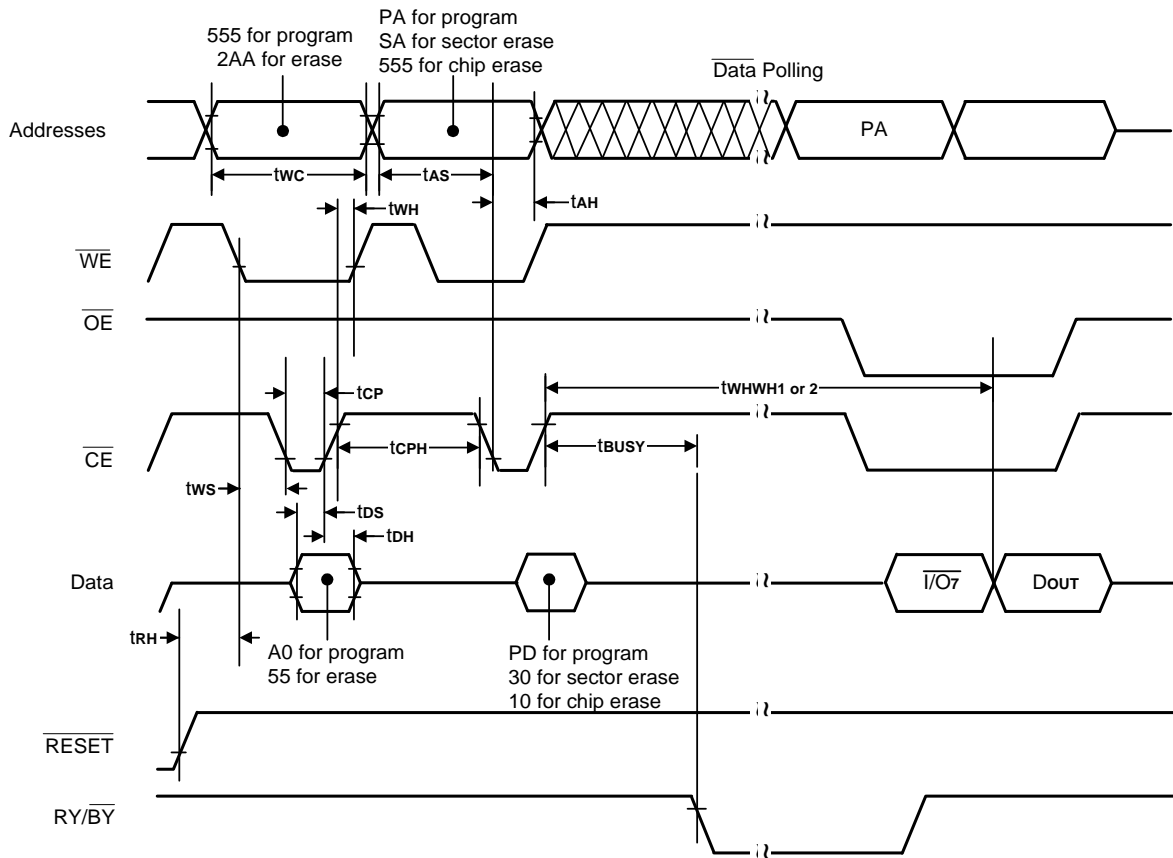 555 for program
2AA for erase
PA for program
SA for sector erase
555 for chip erase
Data Polling
Addresses
PA
tWC
tAS
tAH
tWH
WE
OE
tWHWH1 or 2
tCP
tCPH
tBUSY
CE
tWS
tDS
tDH
Data
I/O7
DOUT
tRH
A0 for program
55 for erase
PD for program
30 for sector erase
10 for chip erase
RESET
RY/BY